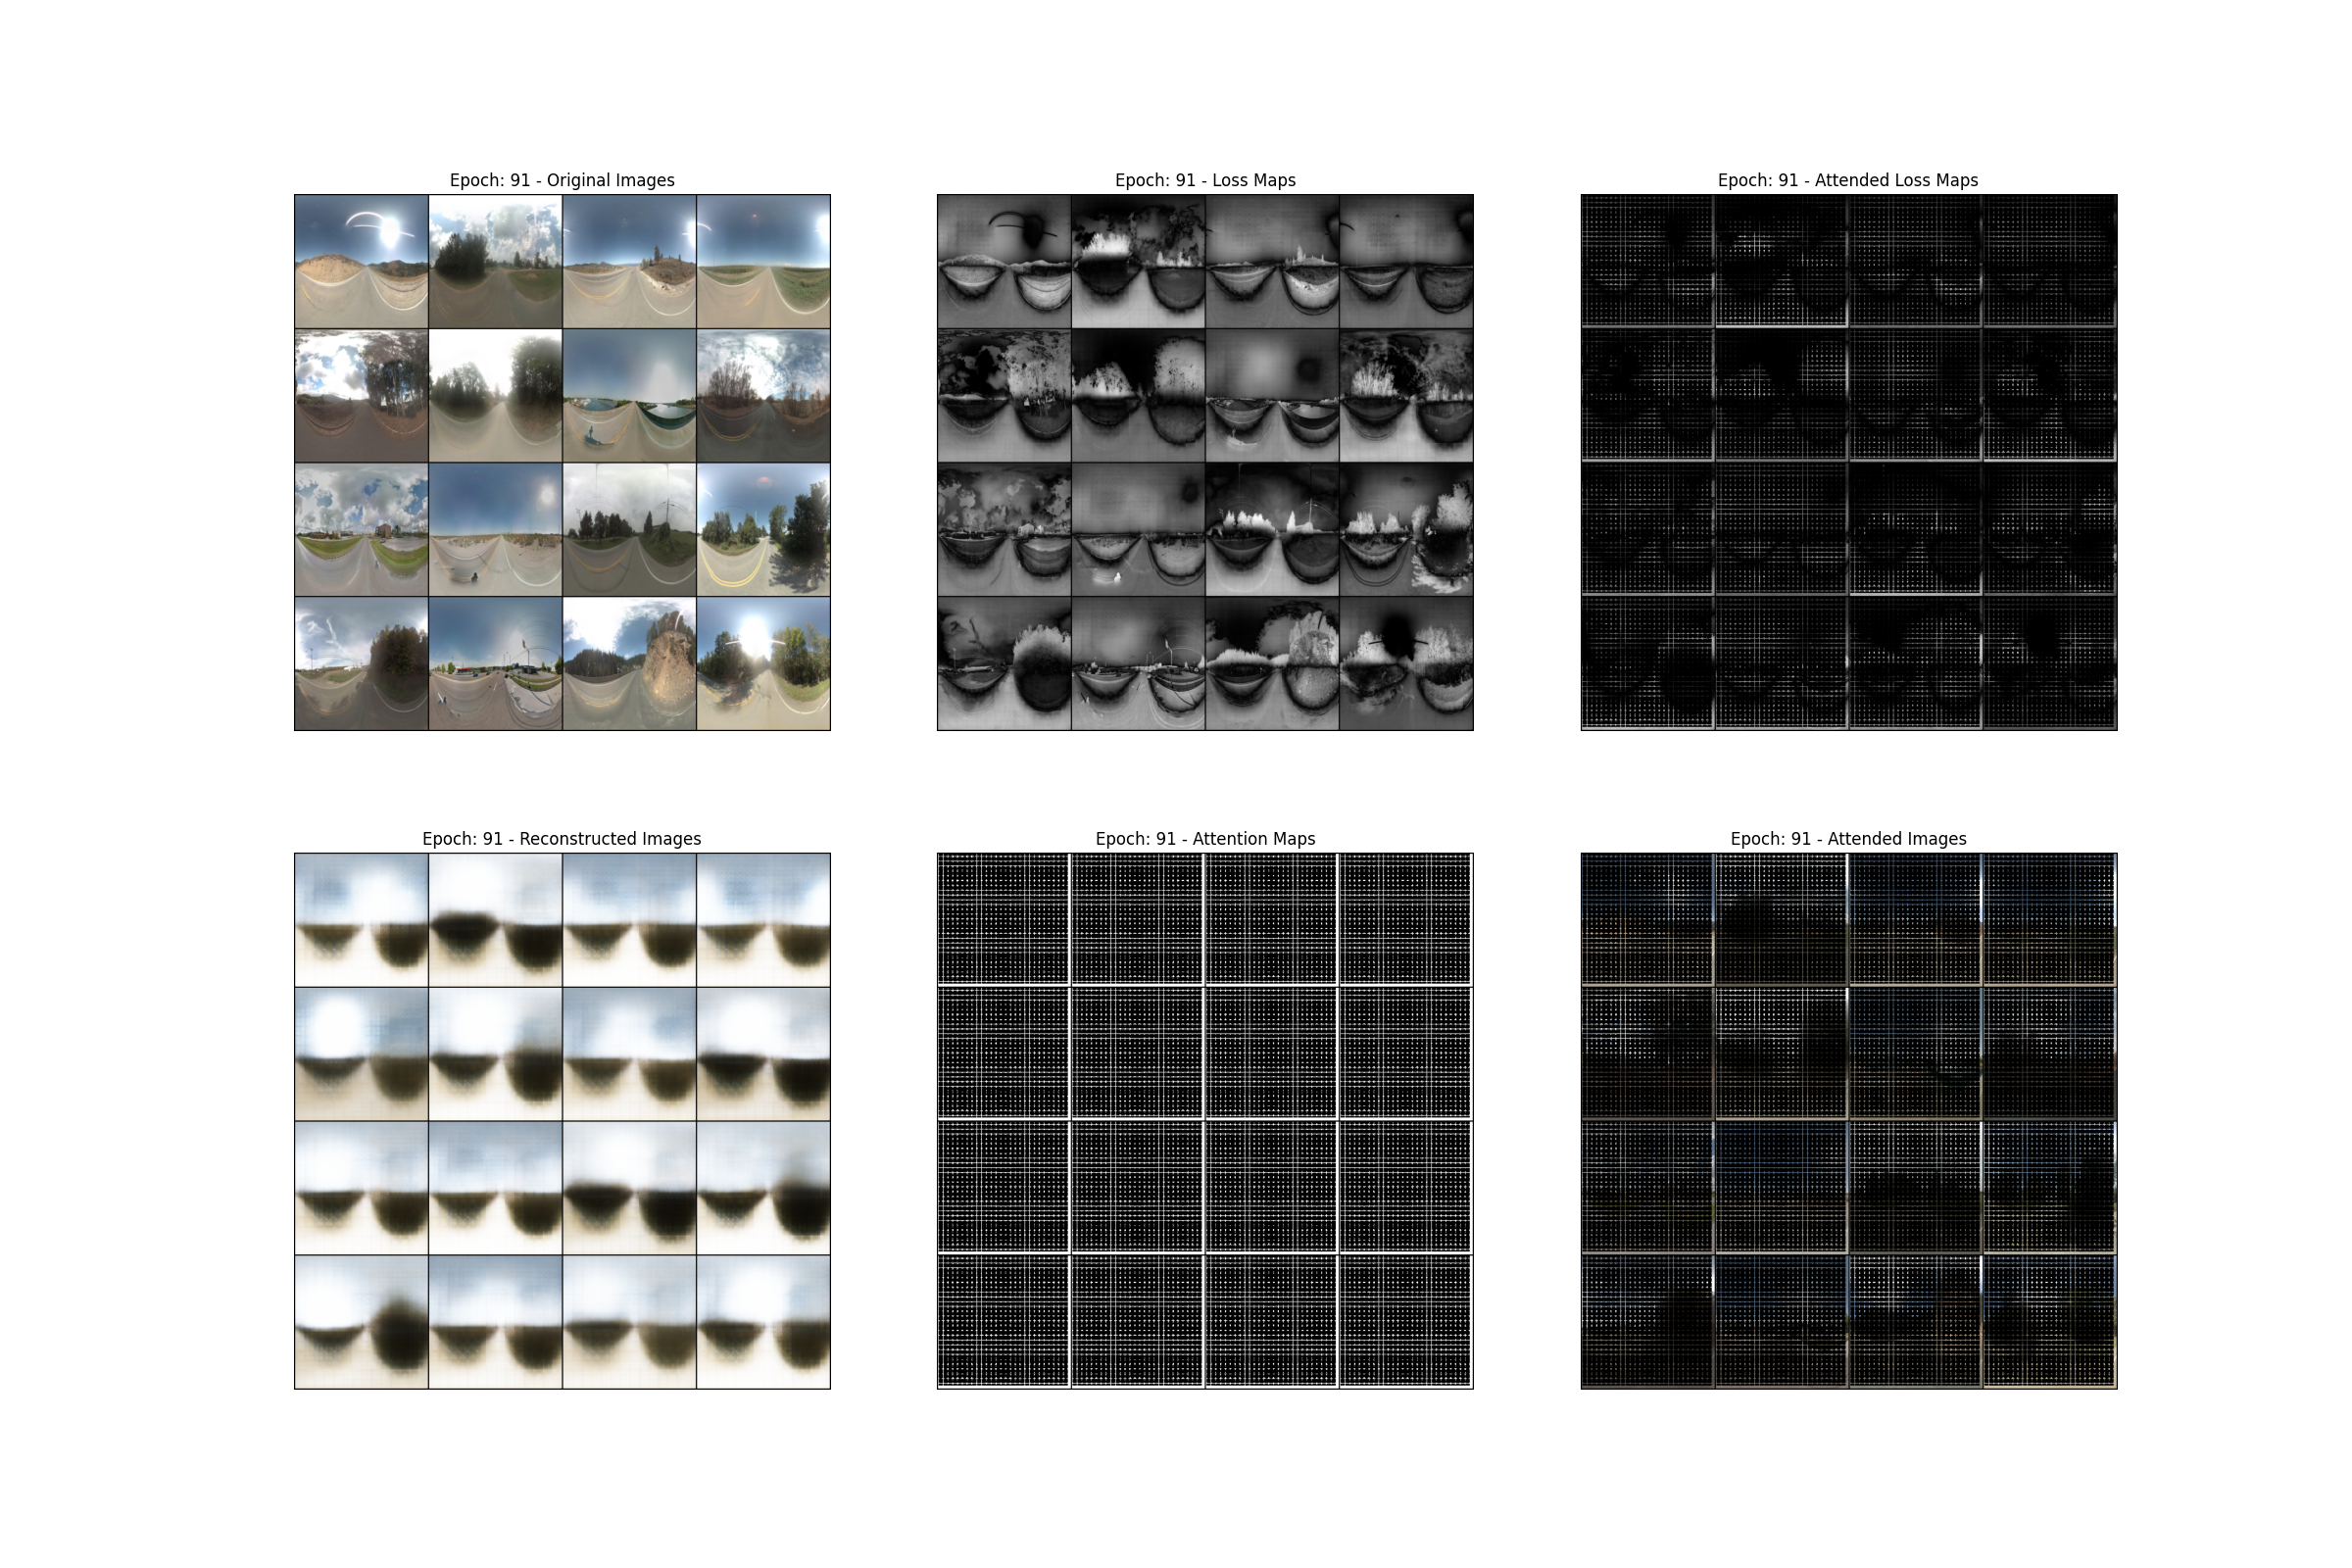 Epoch: 91 - Original Images
Epoch: 91 - Loss Maps
Epoch: 91 - Attended Loss Maps
Epoch: 91 - Reconstructed Images
Epoch: 91 - Attention Maps
Epoch: 91 - Attended Images